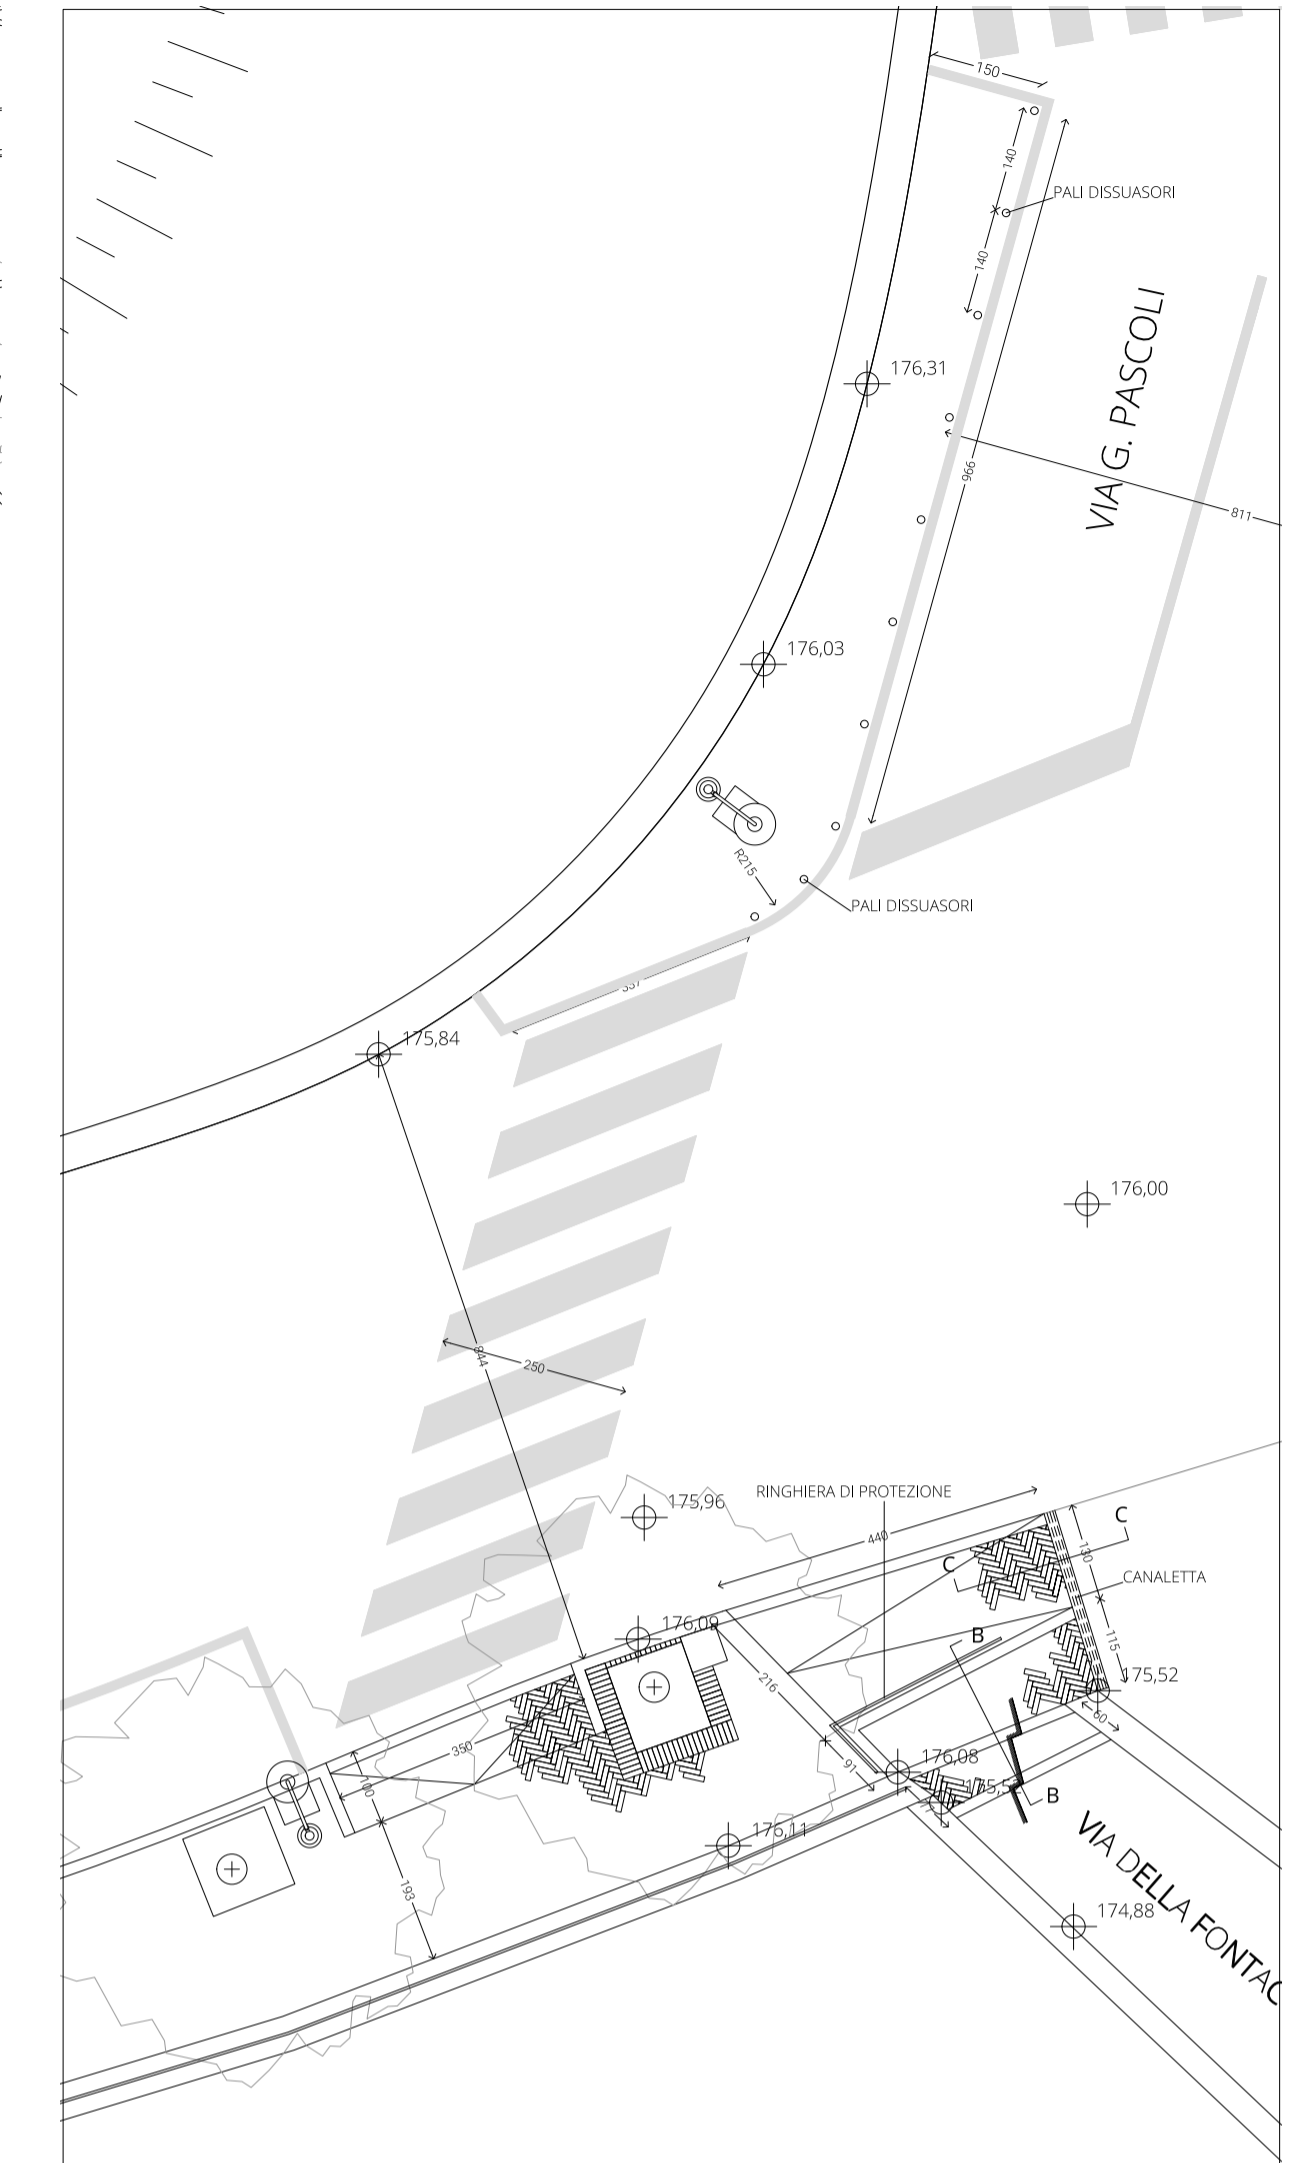 150
140
PALI DISSUASORI
140
VIA G. PASCOLI
176,31
966
811
176,03
R215
PALI DISSUASORI
337
175,84
176,00
844
250
175,96
RINGHIERA DI PROTEZIONE
440
C
C
130
CANALETTA
176,09
B
115
216
175,52
60
350
91
176,08
100
B
176,11
VIA DELLA FONTAC
193
174,88